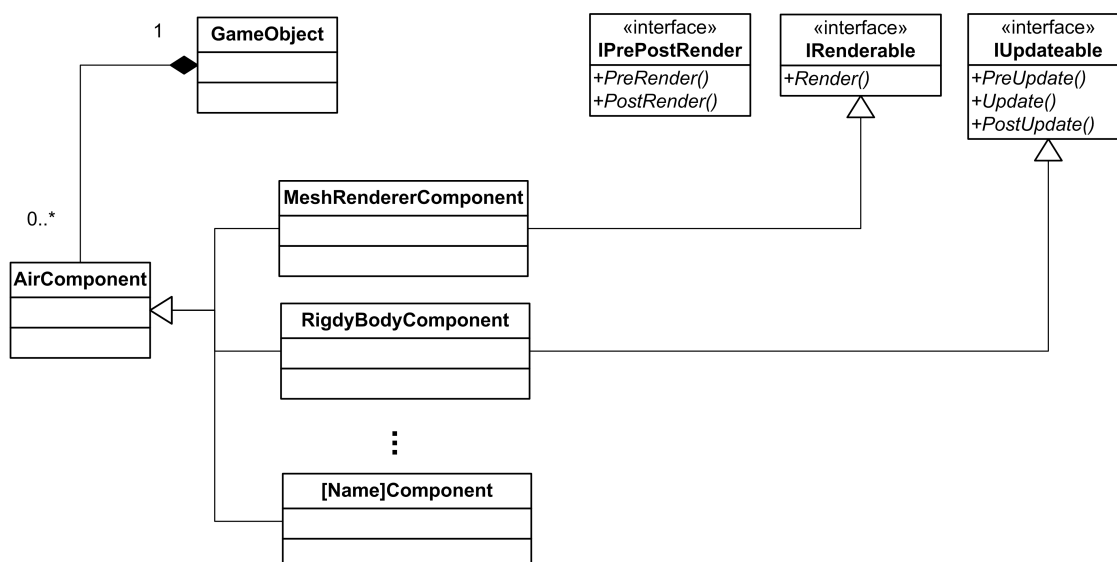 1
GameObject
«interface»
IPrePostRender
+PreRender()
+PostRender()
«interface»
IRenderable
+Render()
«interface»
IUpdateable
+PreUpdate()
+Update()
+PostUpdate()
MeshRendererComponent
0..*
AirComponent
RigdyBodyComponent
⋮
[Name]Component